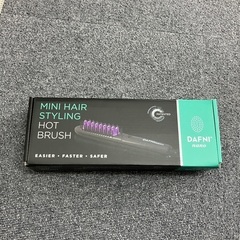 MINI HAIR
STYLING
HOT
BRUSH
EASIER • FASTER • SAFER
DAFNI